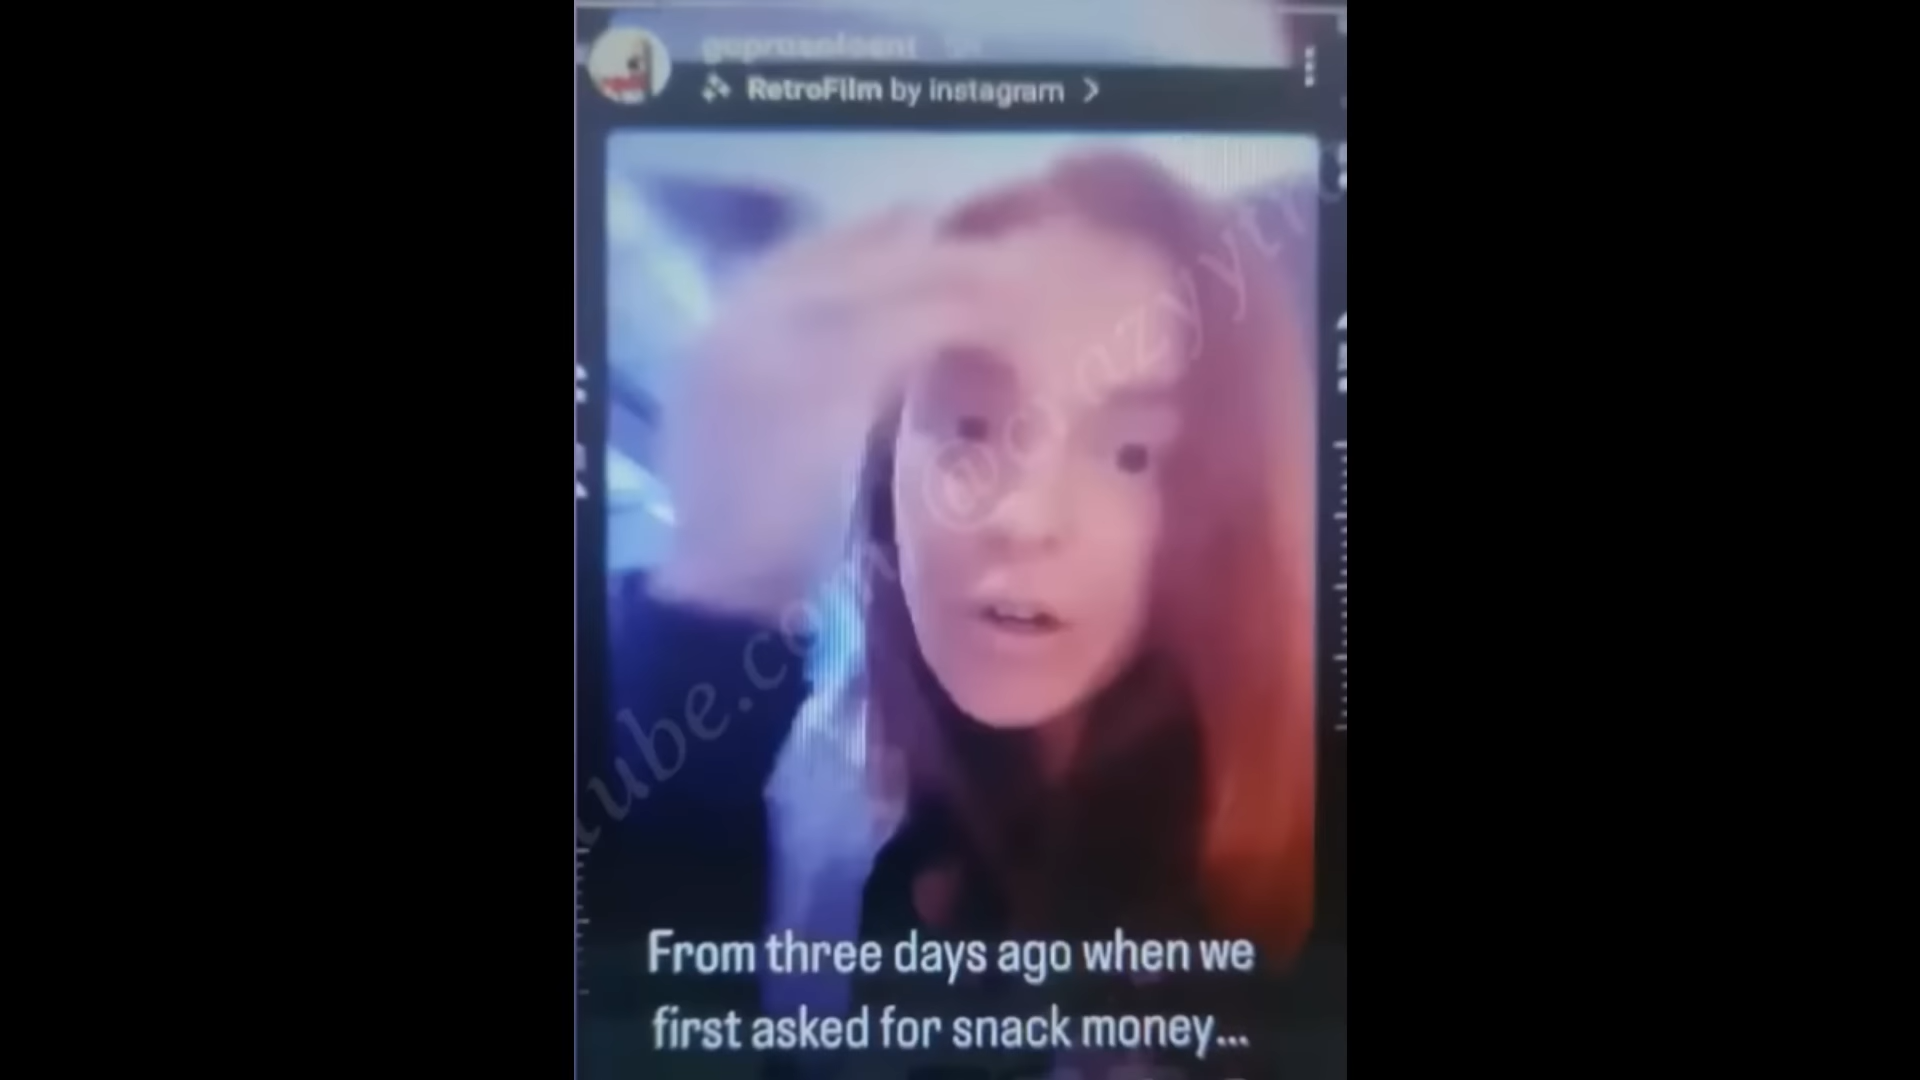 RetroFilm by instagram
From three days ago when we
first asked for snack money...